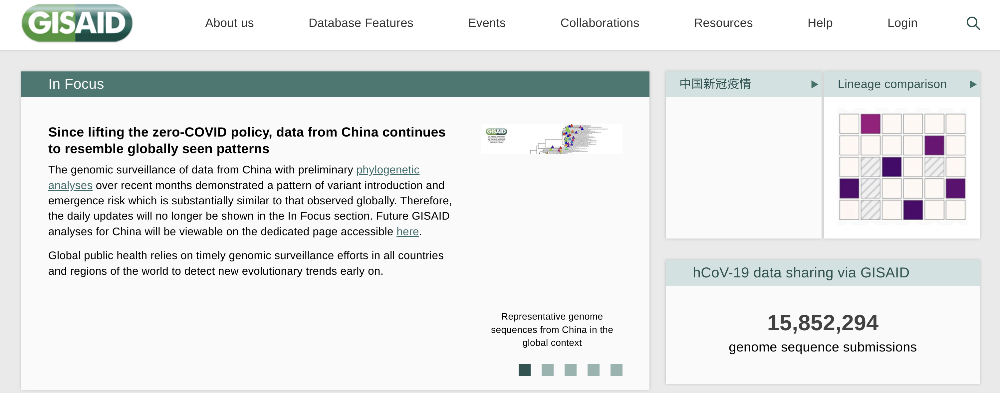 GISAID
About us
Database Features
Events
Collaborations
Resources
Help
Login
In Focus
Since lifting the zero-COVID policy, data from China continues
to resemble globally seen patterns
The genomic surveillance of data from China with preliminary phylogenetic
analyses over recent months demonstrated a pattern of variant introduction and
emergence risk which is substantially similar to that observed globally. Therefore,
the daily updates will no longer be shown in the In Focus section. Future GISAID
analyses for China will be viewable on the dedicated page accessible here.
Global public health relies on timely genomic surveillance efforts in all countries
and regions of the world to detect new evolutionary trends early on.
GISAID
Representative genome
sequences from China in the
global context
中国新冠疫情
Lineage comparison
hCoV-19 data sharing via GISAID
15,852,294
genome sequence submissions